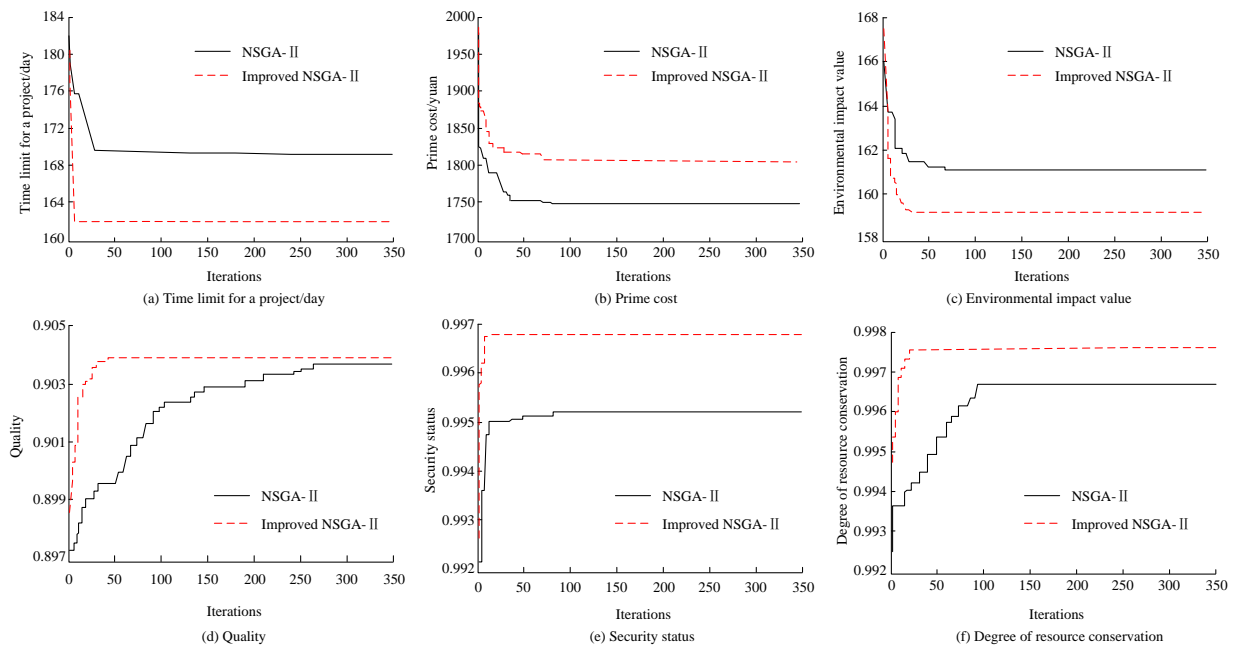 184
180
176
172
168
164
160
Time limit for a project/day
NSGA-Ⅱ
Improved NSGA-Ⅱ
0 50 100 150 200 250 300 350
Iterations
(a) Time limit for a project/day
2000
1950
1900
1850
1800
1750
1700
Prime cost/yuan
NSGA-Ⅱ
Improved NSGA-Ⅱ
0 50 100 150 200 250 300 350
Iterations
(b) Prime cost
168
166
164
162
160
158
Environmental impact value
NSGA-Ⅱ
Improved NSGA-Ⅱ
0 50 100 150 200 250 300 350
Iterations
(c) Environmental impact value
0.905
0.903
0.901
0.899
0.897
Quality
NSGA-Ⅱ
Improved NSGA-Ⅱ
0 50 100 150 200 250 300 350
Iterations
(d) Quality
0.997
0.996
0.995
0.994
0.993
0.992
Security status
NSGA-Ⅱ
Improved NSGA-Ⅱ
0 50 100 150 200 250 300 350
Iterations
(e) Security status
0.998
0.997
0.996
0.995
0.994
0.993
0.992
Degree of resource conservation
NSGA-Ⅱ
Improved NSGA-Ⅱ
0 50 100 150 200 250 300 350
Iterations
(f) Degree of resource conservation